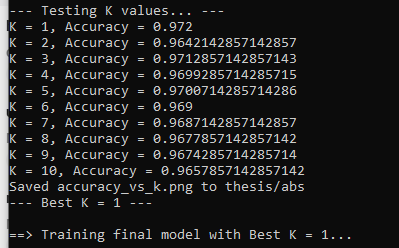 --- Testing K values... ---
K = 1, Accuracy = 0.972
K = 2, Accuracy = 0.9642142857142857
K = 3, Accuracy = 0.9712857142857143
K = 4, Accuracy = 0.9699285714285715
K = 5, Accuracy = 0.9700714285714286
K = 6, Accuracy = 0.969
K = 7, Accuracy = 0.9687142857142857
K = 8, Accuracy = 0.9677857142857142
K = 9, Accuracy = 0.967428571428571​4
K = 10, Accuracy = 0.9657857142857142
Saved accuracy_vs_k.png to thesis/abs
--- Best K = 1 ---
==> Training final model with Best K = 1...